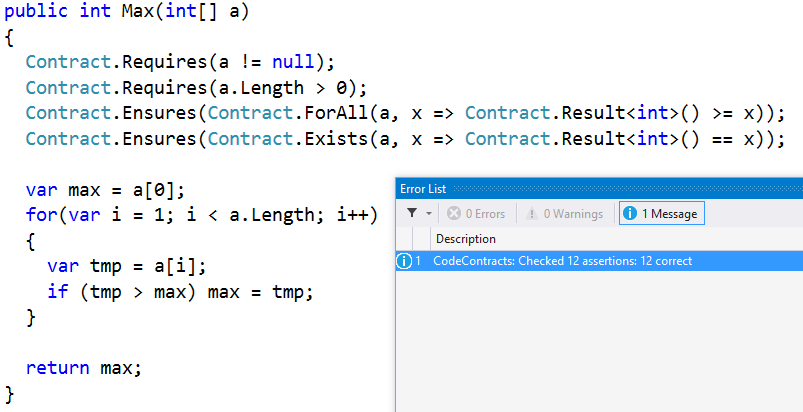 public int Max(int[] a)
{
  Contract.Requires(a != null);
  Contract.Requires(a.Length > 0);
  Contract.Ensures(Contract.ForAll(a, x => Contract.Result<int>() >= x));
  Contract.Ensures(Contract.Exists(a, x => Contract.Result<int>() == x));
  var max = a[0];
  for(var i = 1; i < a.Length; i++)
  {
    var tmp = a[i];
    if (tmp > max) max = tmp;
  }
  return max;
}
Error List
0 Errors 0 Warnings 1 Message
Description
1 CodeContracts: Checked 12 assertions: 12 correct